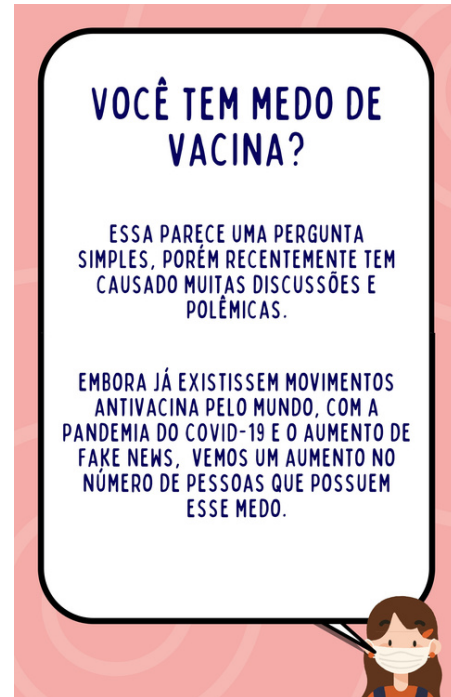 VOCÊ TEM MEDO DE
VACINA?
ESSA PARECE UMA PERGUNTA
SIMPLES, PORÉM RECENTEMENTE TEM
CAUSADO MUITAS DISCUSSÕES E
POLÊMICAS.
EMBORA JÁ EXISTISSEM MOVIMENTOS
ANTIVACINA PELO MUNDO, COM A
PANDEMIA DO COVID-19 E O AUMENTO DE
FAKE NEWS, VEMOS UM AUMENTO NO
NÚMERO DE PESSOAS QUE POSSUEM
ESSE MEDO.